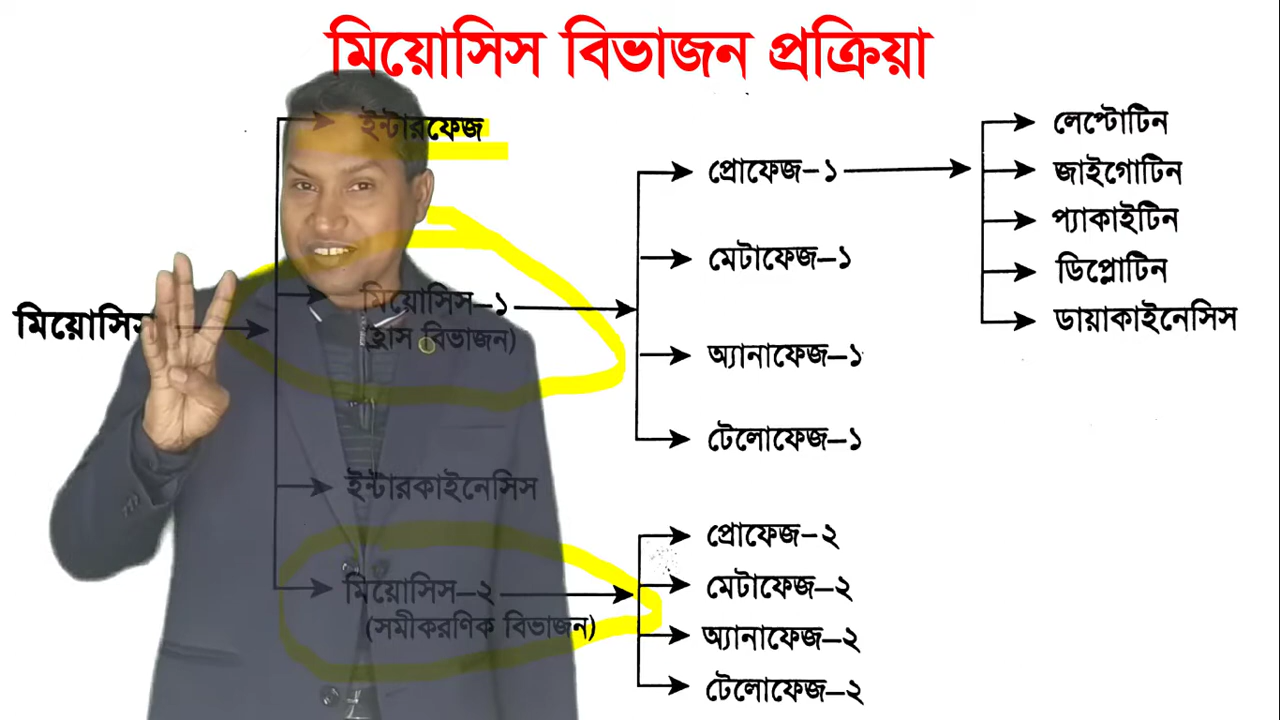 মিয়োসিস বিভাজন প্রক্রিয়া
মিয়োসিস
ইন্টারফেজ
মিয়োসিস-১
(হ্রাস বিভাজন)
ইন্টারকাইনেসিস
মিয়োসিস-২
(সমীকরণিক বিভাজন)
প্রোফেজ-১
মেটাফেজ-১
অ্যানাফেজ-১
টেলোফেজ-১
লেপ্টোটিন
জাইগোটিন
প্যাকাইটিন
ডিপ্লোটিন
ডায়াকাইনেসিস
প্রোফেজ-২
মেটাফেজ-২
অ্যানাফেজ-২
টেলোফেজ-২